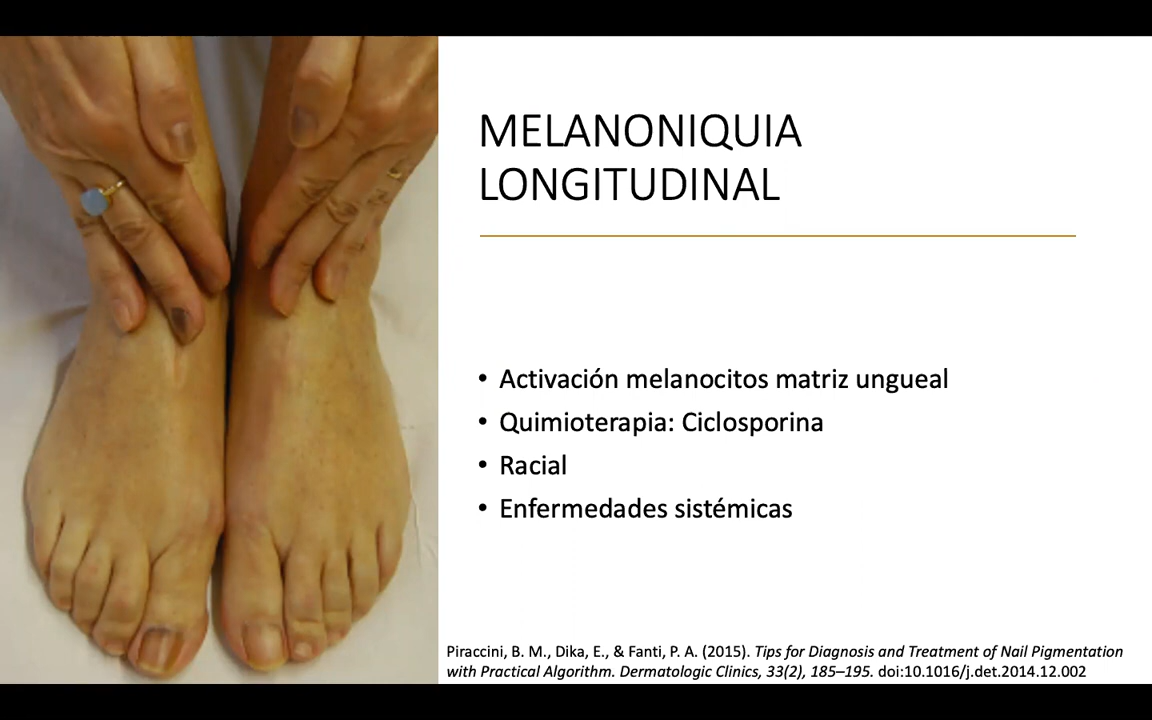 MELANONIQUIA
LONGITUDINAL
• Activación melanocitos matriz ungueal
• Quimioterapia: Ciclosporina
• Racial
• Enfermedades sistémicas
Piraccini, B. M., Dika, E., & Fanti, P. A. (2015). Tips for Diagnosis and Treatment of Nail Pigmentation
with Practical Algorithm. Dermatologic Clinics, 33(2), 185–195. doi:10.1016/j.det.2014.12.002